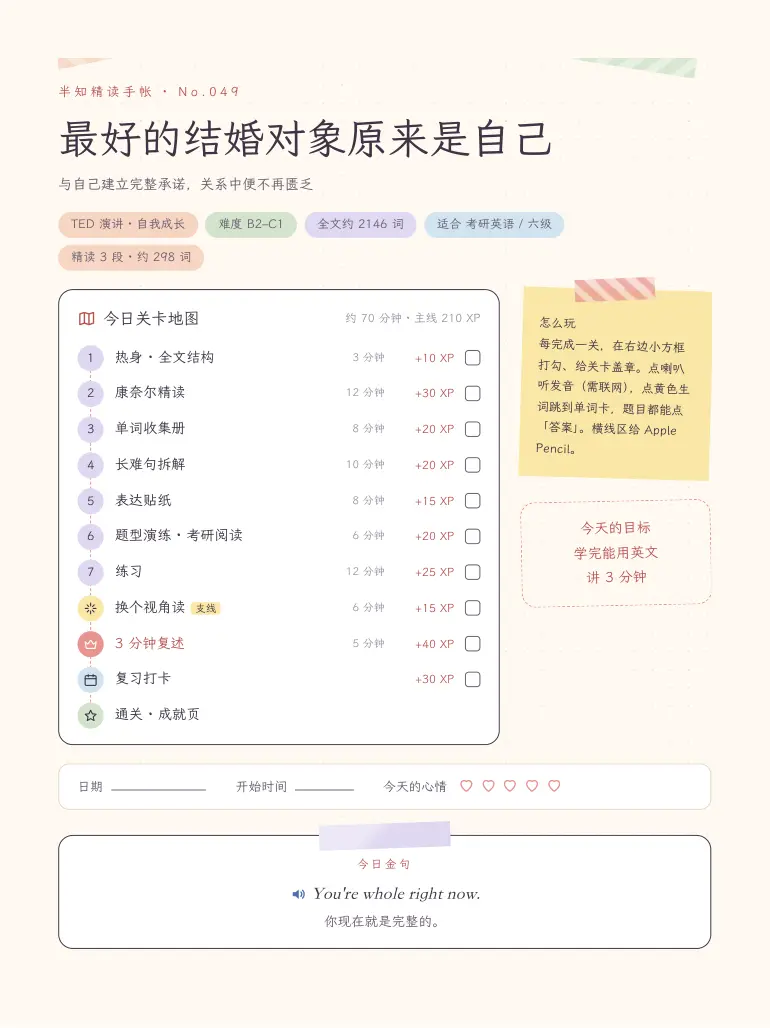 半知精读手帐 · No.049
最好的结婚对象原来是自己
与自己建立完整承诺，关系中便不再匮乏
TED 演讲·自我成长 难度 B2–C1 全文约 2146 词 适合 考研英语 / 六级
精读 3 段·约 298 词
今日关卡地图 约 70 分钟·主线 210 XP
1 热身·全文结构 3 分钟 +10 XP
2 康奈尔精读 12 分钟 +30 XP
3 单词收集册 8 分钟 +20 XP
4 长难句拆解 10 分钟 +20 XP
5 表达贴纸 8 分钟 +15 XP
6 题型演练·考研阅读 6 分钟 +20 XP
7 练习 12 分钟 +25 XP
换个视角读 支线 6 分钟 +15 XP
3 分钟复述 5 分钟 +40 XP
复习打卡 +30 XP
通关·成就页
怎么玩
每完成一关，在右边小方框
打勾、给关卡盖章。点喇叭
听发音（需联网），点黄色生
词跳到单词卡，题目都能点
「答案」。横线区给 Apple
Pencil。
今天的目标
学完能用英文
讲 3 分钟
日期 开始时间 今天的心情
今日金句
You're whole right now.
你现在就是完整的。